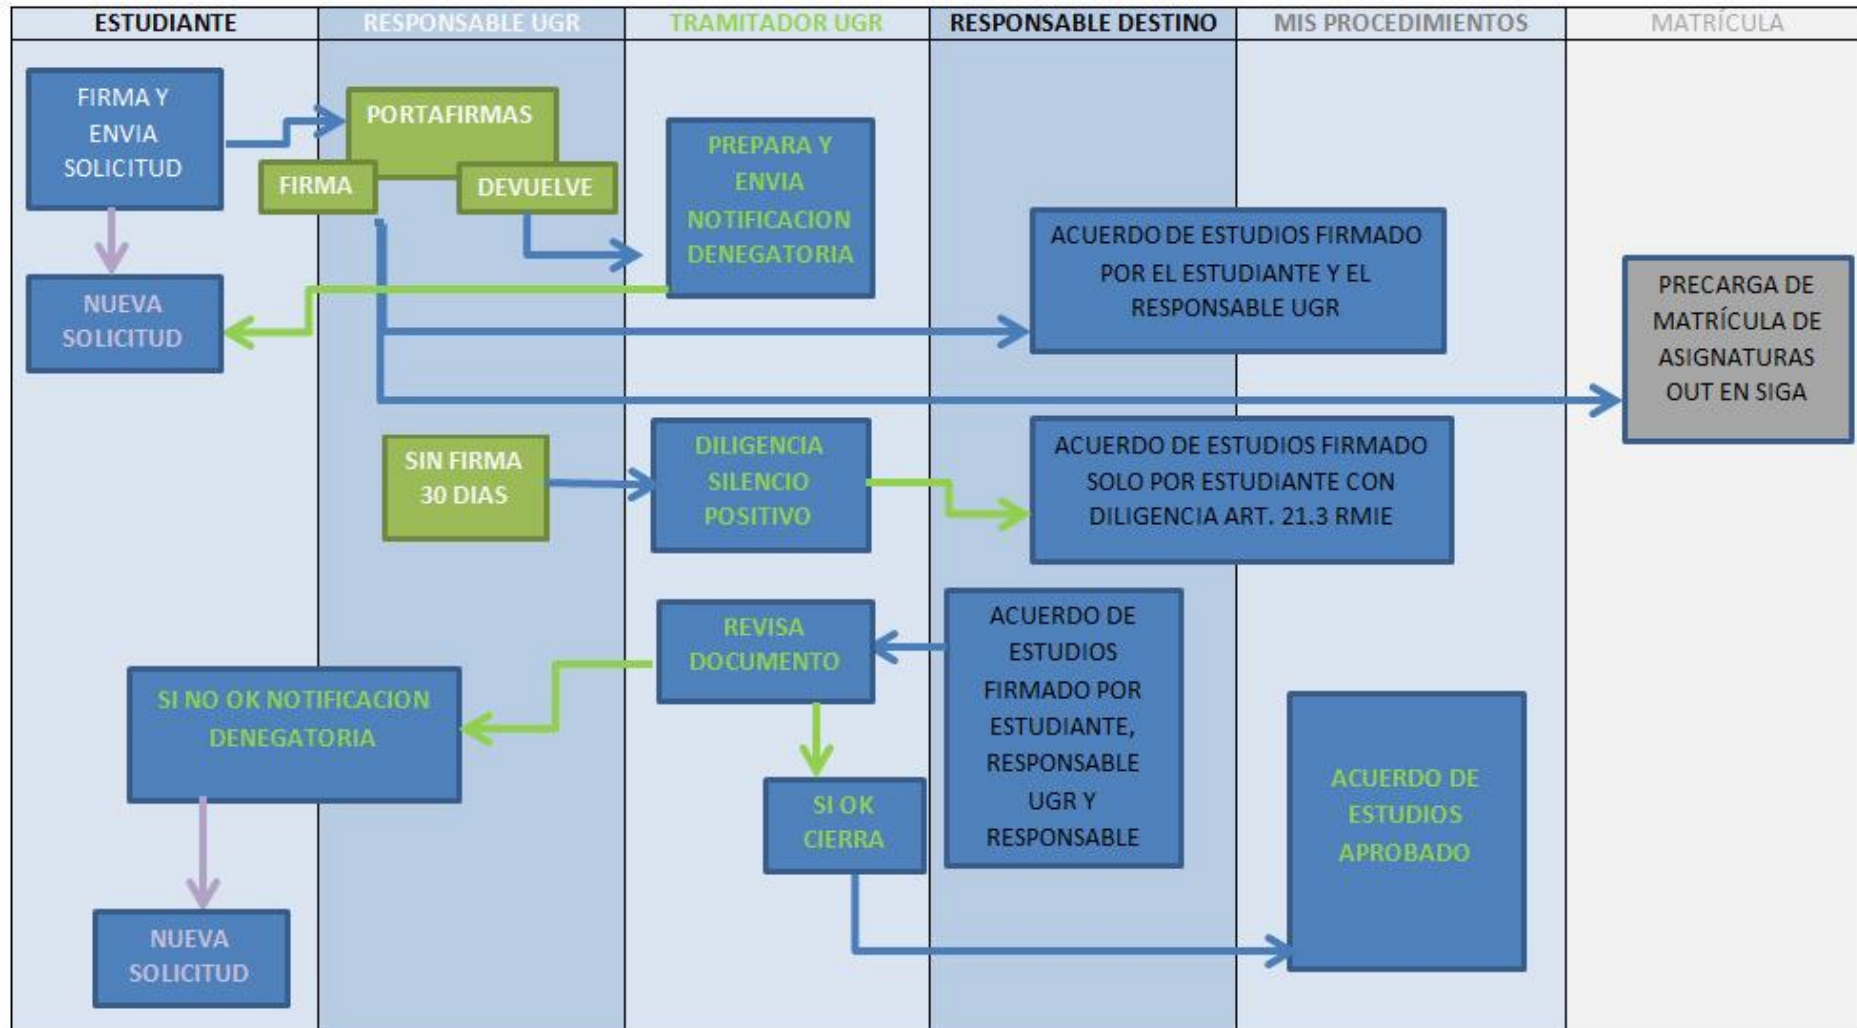 ESTUDIANTE
RESPONSABLE UGR
TRAMITADOR UGR
RESPONSABLE DESTINO
MIS PROCEDIMIENTOS
MATRÍCULA
FIRMA Y
ENVIA
SOLICITUD
PORTAFIRMAS
FIRMA
DEVUELVE
PREPARA Y
ENVIA
NOTIFICACION
DENEGATORIA
ACUERDO DE ESTUDIOS FIRMADO
POR EL ESTUDIANTE Y EL
RESPONSABLE UGR
PRECARGA DE
MATRÍCULA DE
ASIGNATURAS
OUT EN SIGA
NUEVA
SOLICITUD
SIN FIRMA
30 DIAS
DILIGENCIA
SILENCIO
POSITIVO
ACUERDO DE ESTUDIOS FIRMADO
SOLO POR ESTUDIANTE CON
DILIGENCIA ART. 21.3 RMIE
REVISA
DOCUMENTO
ACUERDO DE
ESTUDIOS
FIRMADO POR
ESTUDIANTE,
RESPONSABLE
UGR Y
RESPONSABLE
SI NO OK NOTIFICACION
DENEGATORIA
SI OK
CIERRA
ACUERDO DE
ESTUDIOS
APROBADO
NUEVA
SOLICITUD